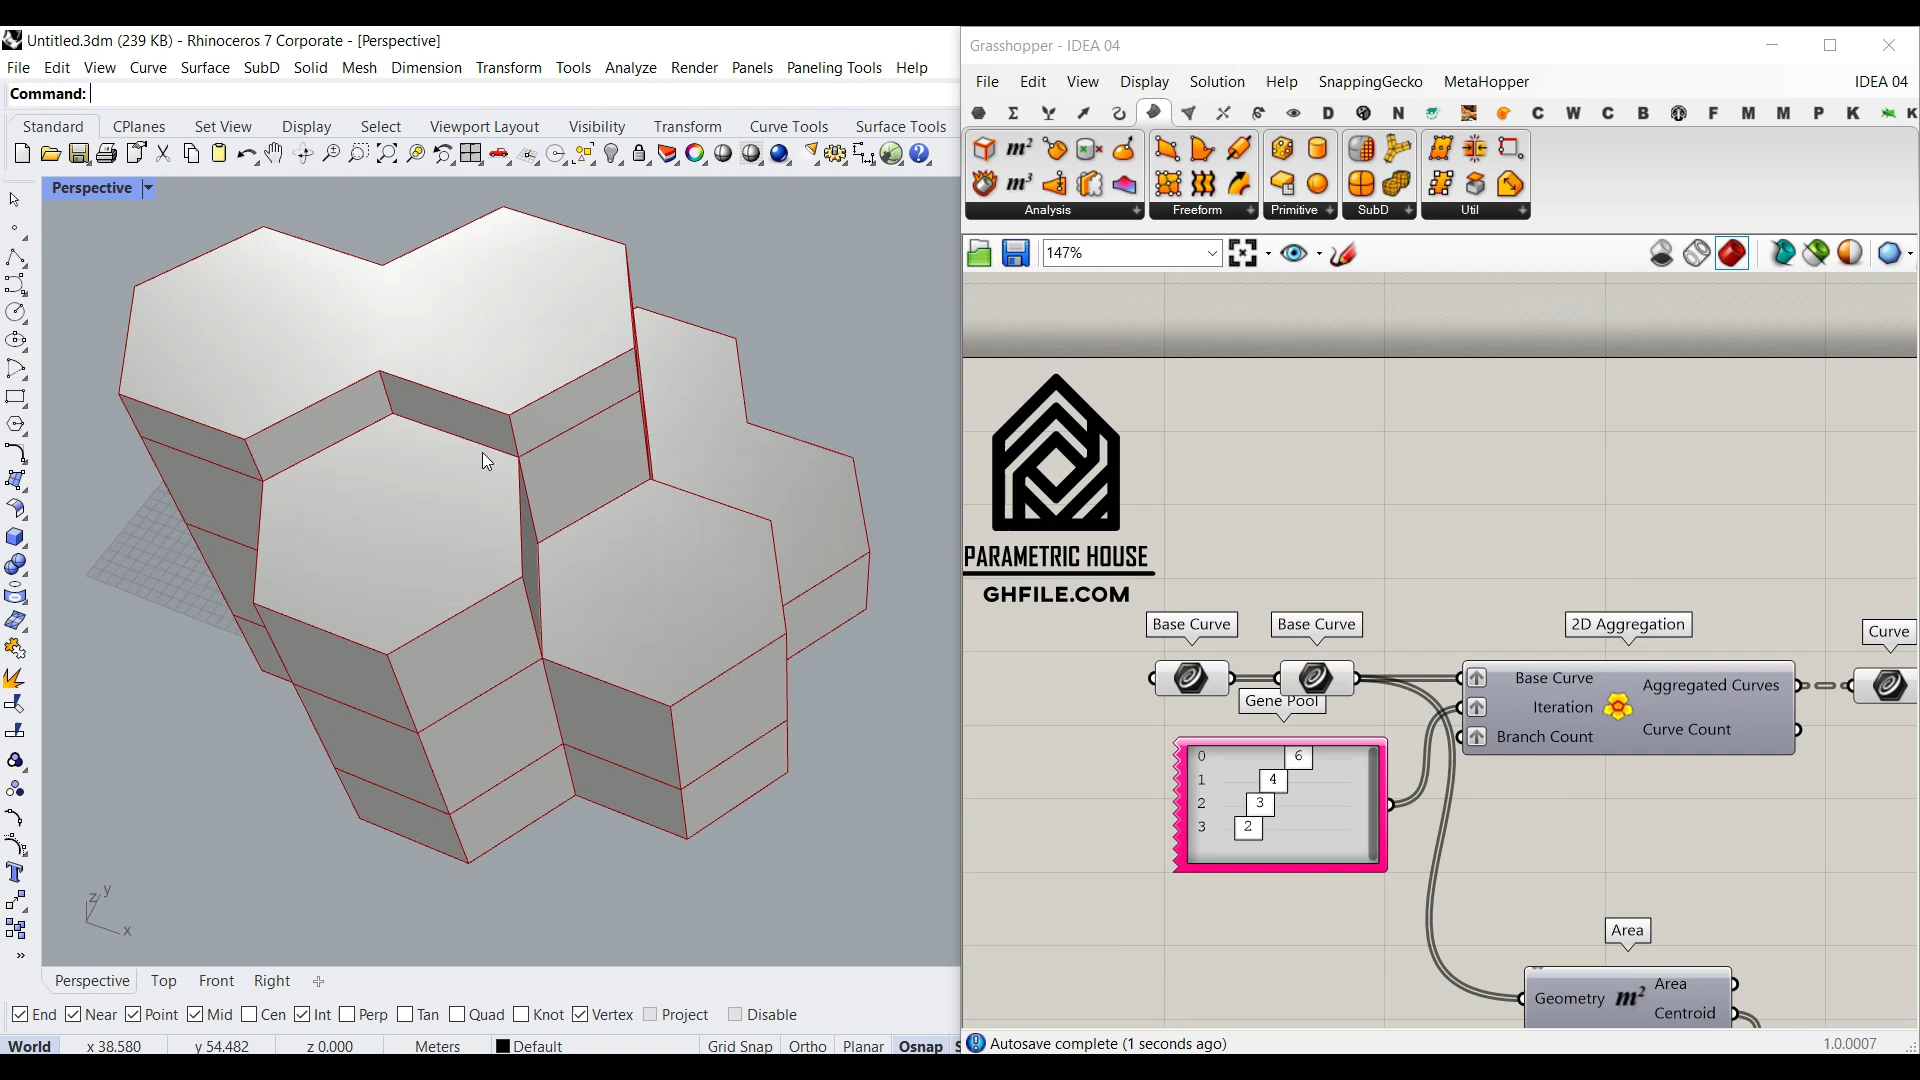 Untitled.3dm (239 KB) - Rhinoceros 7 Corporate - [Perspective]
File Edit View Curve Surface SubD Solid Mesh Dimension Transform Tools Analyze Render Panels Paneling Tools Help
Command:
Standard CPlanes Set View Display Select Viewport Layout Visibility Transform Curve Tools Surface Tools
Perspective
z y
x
Perspective Top Front Right
End Near Point Mid Cen Int Perp Tan Quad Knot Vertex Project Disable
World x 38.580 y 54.482 z 0.000 Meters Default Grid Snap Ortho Planar Osnap S
Grasshopper - IDEA 04
File Edit View Display Solution Help SnappingGecko MetaHopper IDEA 04
D N C W C B F M M P K K
m² m³
Analysis Freeform Primitive SubD Util
147%
PARAMETRIC HOUSE
GHFILE.COM
Base Curve Base Curve 2D Aggregation Curve
Base Curve
Iteration
Branch Count
Aggregated Curves
Curve Count
Gene Pool
0 6
1 4
2 3
3 2
Area
Geometry m² Area
Centroid
Autosave complete (1 seconds ago) 1.0.0007